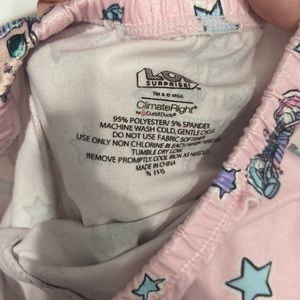 L.O.L.
SURPRISE!
TM & © MGA
ClimateRight®
by CuddlDuds®
95% POLYESTER/ 5% SPANDEX
MACHINE WASH COLD, GENTLE CYCLE
DO NOT USE FABRIC SOFTENER
USE ONLY NON CHLORINE BLEACH WHEN NEEDED
TUMBLE DRY LOW
REMOVE PROMPTLY, COOL IRON AS NEEDED
MADE IN CHINA